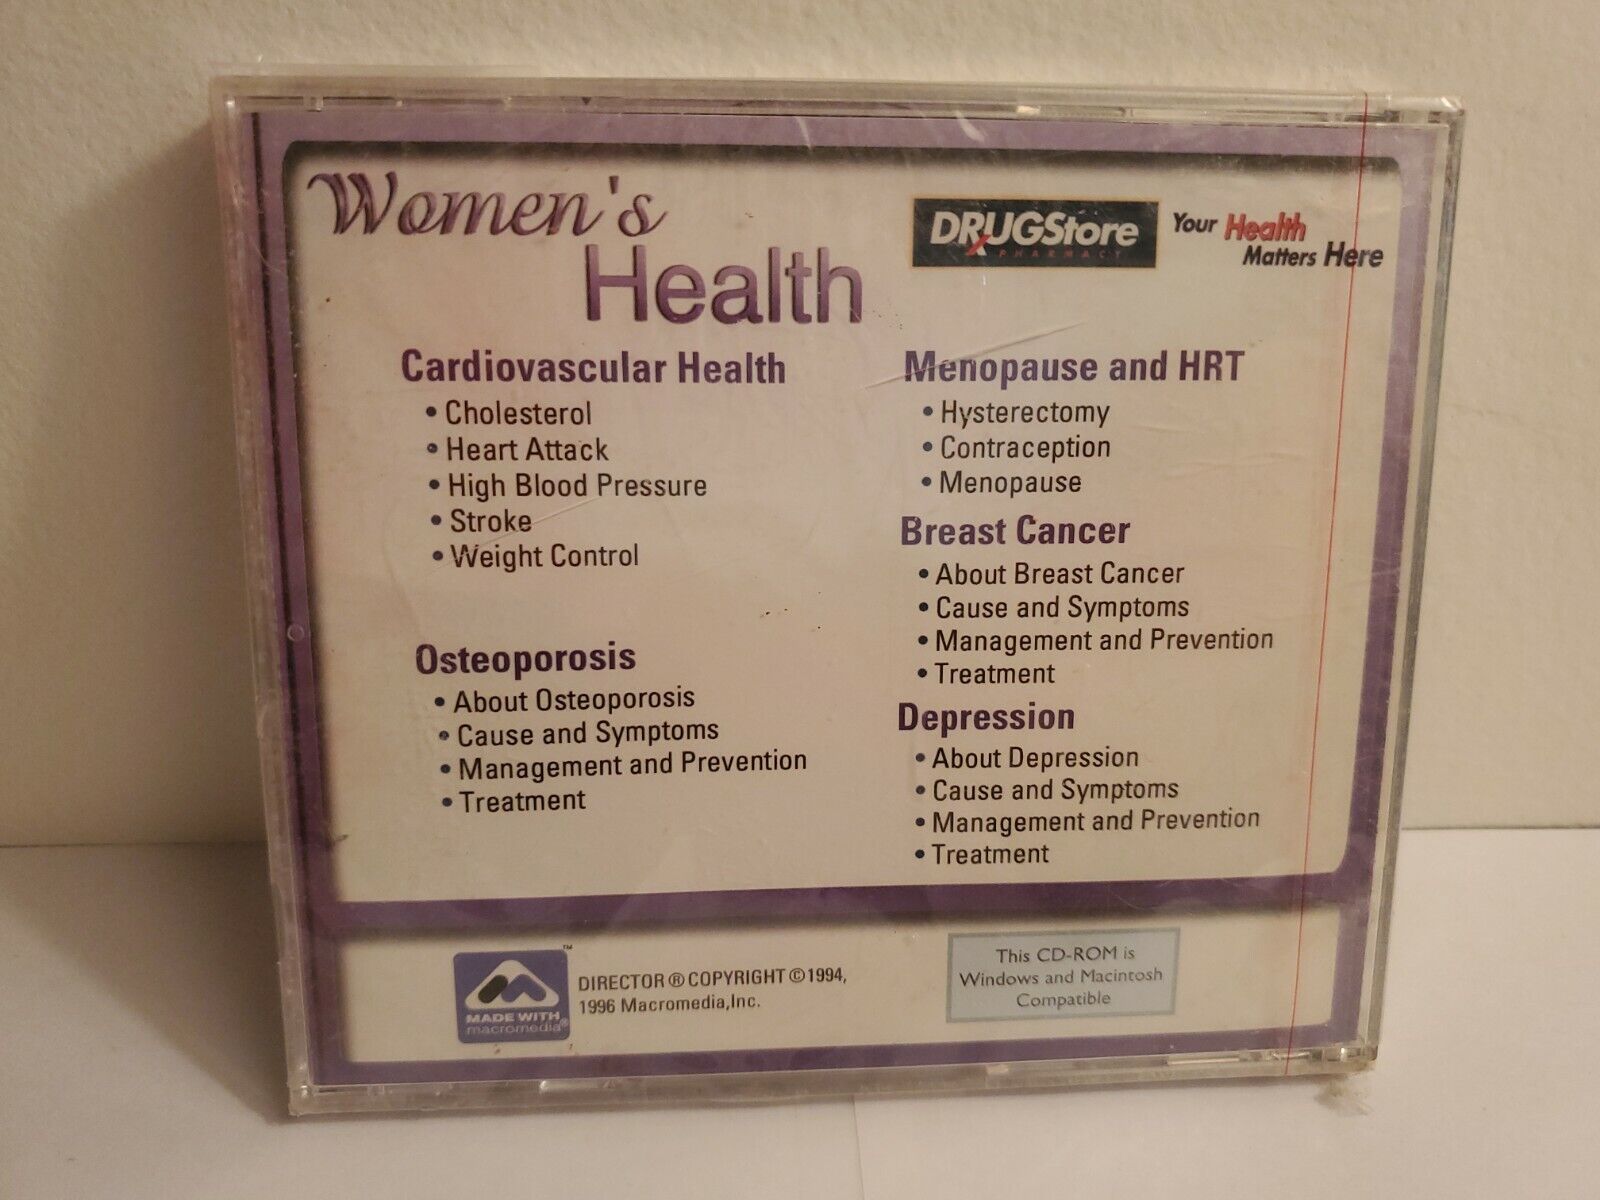 Women's
Health
DRUGStore
PHARMACY
Your Health
Matters Here
Cardiovascular Health
• Cholesterol
• Heart Attack
• High Blood Pressure
• Stroke
• Weight Control
Osteoporosis
• About Osteoporosis
• Cause and Symptoms
• Management and Prevention
• Treatment
Menopause and HRT
• Hysterectomy
• Contraception
• Menopause
Breast Cancer
• About Breast Cancer
• Cause and Symptoms
• Management and Prevention
• Treatment
Depression
• About Depression
• Cause and Symptoms
• Management and Prevention
• Treatment
™
MADE WITH
macromedia®
DIRECTOR ® COPYRIGHT © 1994,
1996 Macromedia,Inc.
This CD-ROM is
Windows and Macintosh
Compatible